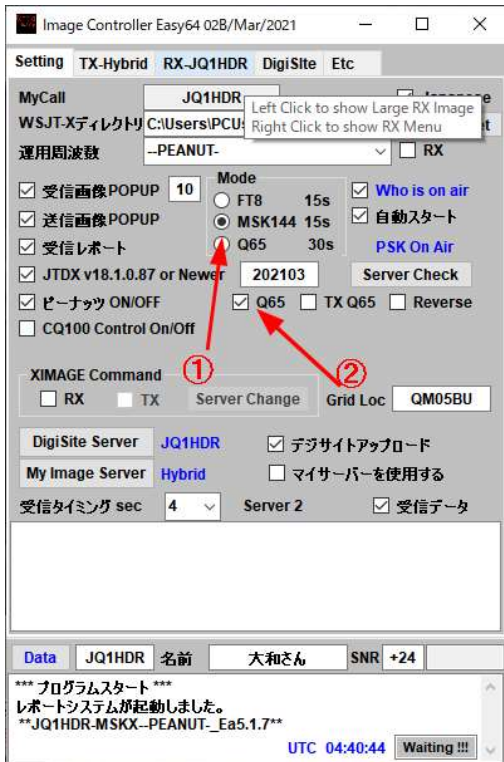 Image Controller Easy64 02B/Mar/2021
Setting TX-Hybrid RX-JQ1HDR DigiSIte Etc
MyCall JQ1HDR
Left Click to show Large RX Image
Right Click to show RX Menu
WSJT-Xディレクトリ C:\Users\PCUs
運用周波数 --PEANUT- RX
受信画像POPUP 10 Mode Who is on air
FT8 15s
送信画像POPUP MSK144 15s 自動スタート
受信レポート Q65 30s PSK On Air
JTDX v18.1.0.87 or Newer 202103 Server Check
ピーナッツ ON/OFF Q65 TX Q65 Reverse
CQ100 Control On/Off
① ②
XIMAGE Command
RX TX Server Change Grid Loc QM05BU
DigiSite Server JQ1HDR デジサイトアップロード
My Image Server Hybrid マイサーバーを使用する
受信タイミング sec 4 Server 2 受信データ
Data JQ1HDR 名前 大和さん SNR +24
*** プログラムスタート ***
レポートシステムが起動しました。
**JQ1HDR-MSKX--PEANUT-_Ea5.1.7**
UTC 04:40:44 Waiting !!!